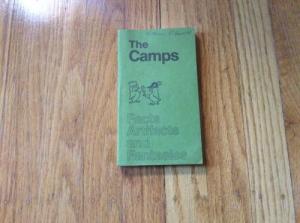 The
Camps
Facts
Artifacts
and
Fantasies